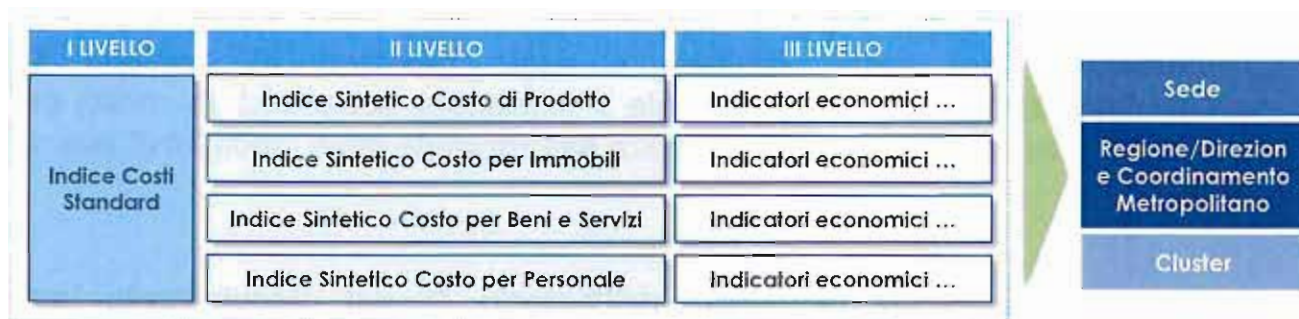 I LIVELLO
II LIVELLO
III LIVELLO
Indice Costi
Standard
Indice Sintetico Costo di Prodotto
Indicatori economici ...
Indice Sintetico Costo per Immobili
Indicatori economici ...
Indice Sintetico Costo per Beni e Servizi
Indicatori economici ...
Indice Sintetico Costo per Personale
Indicatori economici ...
Sede
Regione/Direzion
e Coordinamento
Metropolitano
Cluster